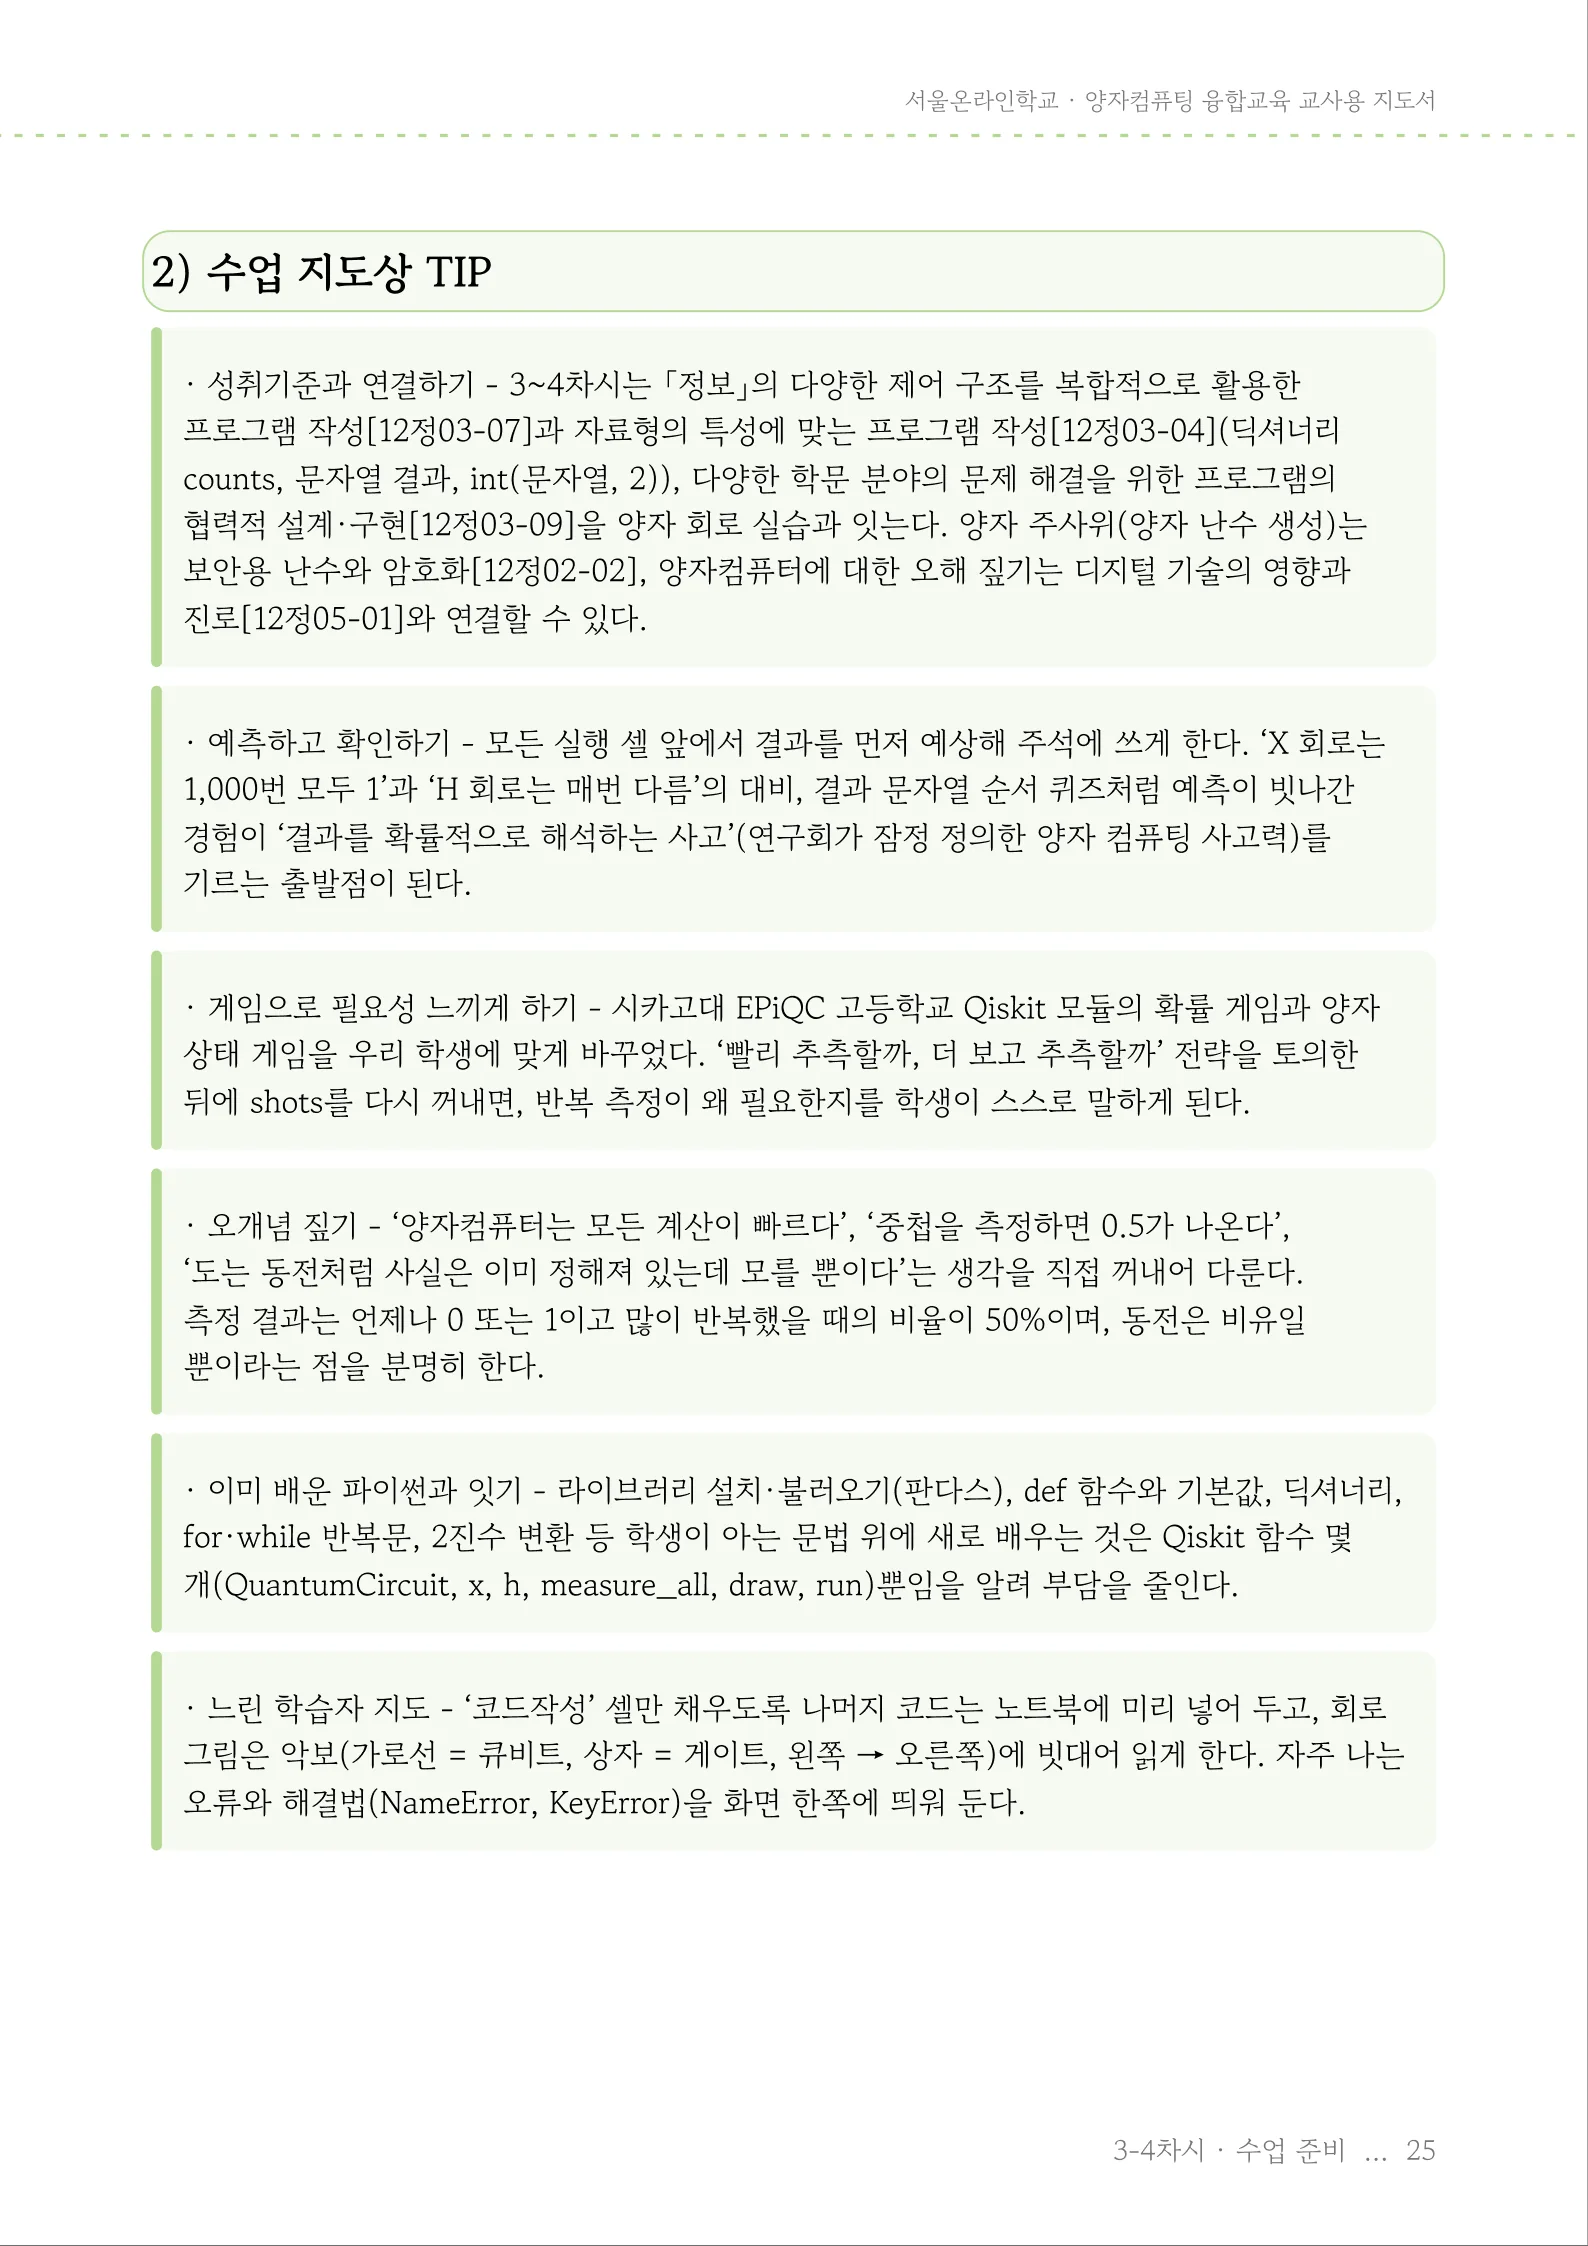 서울온라인학교 · 양자컴퓨팅 융합교육 교사용 지도서
2) 수업 지도상 TIP
· 성취기준과 연결하기 - 3~4차시는 「정보」의 다양한 제어 구조를 복합적으로 활용한
프로그램 작성[12정03-07]과 자료형의 특성에 맞는 프로그램 작성[12정03-04](딕셔너리
counts, 문자열 결과, int(문자열, 2)), 다양한 학문 분야의 문제 해결을 위한 프로그램의
협력적 설계·구현[12정03-09]을 양자 회로 실습과 잇는다. 양자 주사위(양자 난수 생성)는
보안용 난수와 암호화[12정02-02], 양자컴퓨터에 대한 오해 짚기는 디지털 기술의 영향과
진로[12정05-01]와 연결할 수 있다.
· 예측하고 확인하기 - 모든 실행 셀 앞에서 결과를 먼저 예상해 주석에 쓰게 한다. ‘X 회로는
1,000번 모두 1’과 ‘H 회로는 매번 다름’의 대비, 결과 문자열 순서 퀴즈처럼 예측이 빗나간
경험이 ‘결과를 확률적으로 해석하는 사고’(연구회가 잠정 정의한 양자 컴퓨팅 사고력)를
기르는 출발점이 된다.
· 게임으로 필요성 느끼게 하기 - 시카고대 EPiQC 고등학교 Qiskit 모듈의 확률 게임과 양자
상태 게임을 우리 학생에 맞게 바꾸었다. ‘빨리 추측할까, 더 보고 추측할까’ 전략을 토의한
뒤에 shots를 다시 꺼내면, 반복 측정이 왜 필요한지를 학생이 스스로 말하게 된다.
· 오개념 짚기 - ‘양자컴퓨터는 모든 계산이 빠르다’, ‘중첩을 측정하면 0.5가 나온다’,
‘도는 동전처럼 사실은 이미 정해져 있는데 모를 뿐이다’는 생각을 직접 꺼내어 다룬다.
측정 결과는 언제나 0 또는 1이고 많이 반복했을 때의 비율이 50%이며, 동전은 비유일
뿐이라는 점을 분명히 한다.
· 이미 배운 파이썬과 잇기 - 라이브러리 설치·불러오기(판다스), def 함수와 기본값, 딕셔너리,
for·while 반복문, 2진수 변환 등 학생이 아는 문법 위에 새로 배우는 것은 Qiskit 함수 몇
개(QuantumCircuit, x, h, measure_all, draw, run)뿐임을 알려 부담을 줄인다.
· 느린 학습자 지도 - ‘코드작성’ 셀만 채우도록 나머지 코드는 노트북에 미리 넣어 두고, 회로
그림은 악보(가로선 = 큐비트, 상자 = 게이트, 왼쪽 → 오른쪽)에 빗대어 읽게 한다. 자주 나는
오류와 해결법(NameError, KeyError)을 화면 한쪽에 띄워 둔다.
3-4차시 · 수업 준비 ... 25